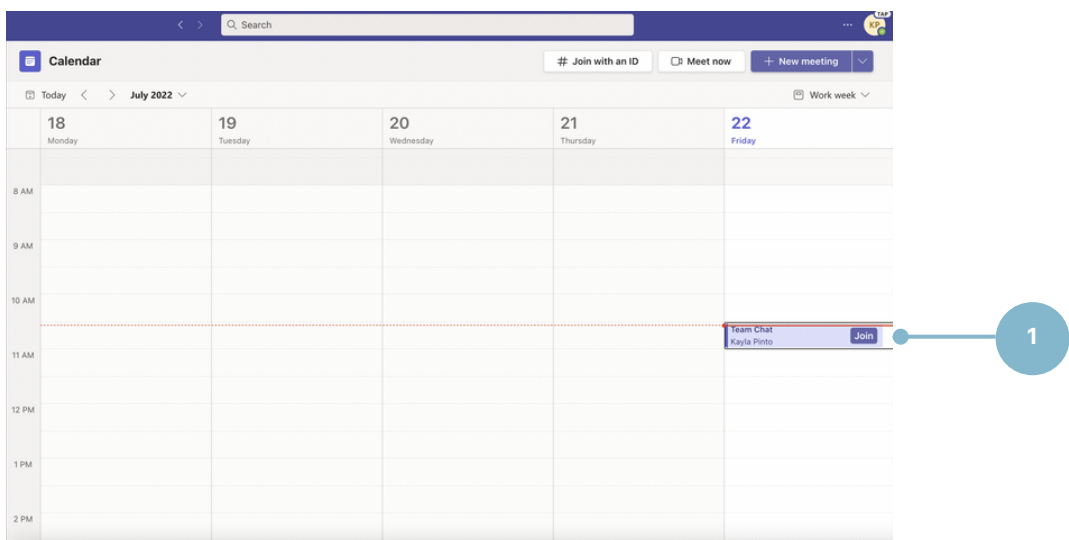 Search
TAP
KP
Calendar
# Join with an ID
Meet now
+ New meeting
Today
July 2022
Work week
18
Monday
19
Tuesday
20
Wednesday
21
Thursday
22
Friday
8 AM
9 AM
10 AM
Team Chat
Kayla Pinto
Join
1
11 AM
12 PM
1 PM
2 PM